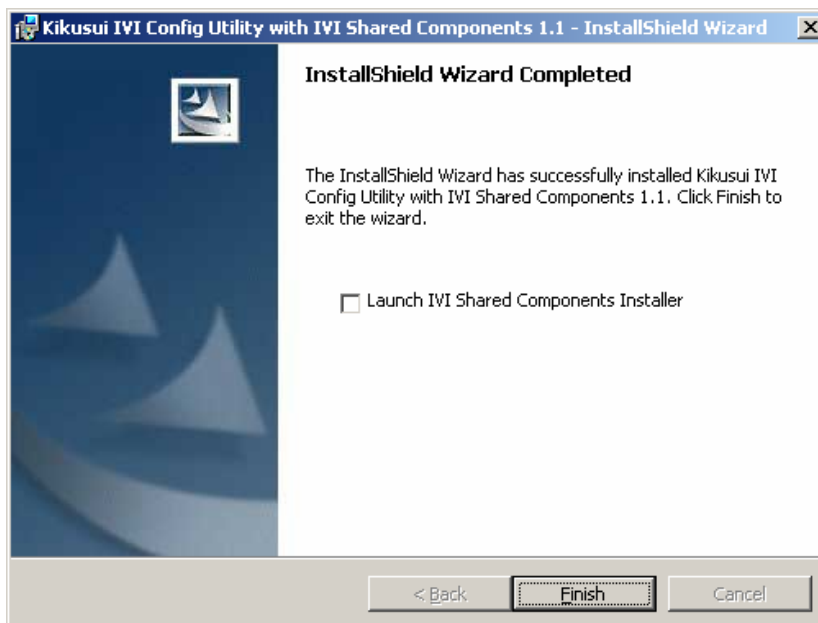 Kikusui IVI Config Utility with IVI Shared Components 1.1 - InstallShield Wizard
InstallShield Wizard Completed
The InstallShield Wizard has successfully installed Kikusui IVI
Config Utility with IVI Shared Components 1.1. Click Finish to
exit the wizard.
Launch IVI Shared Components Installer
< Back Finish Cancel